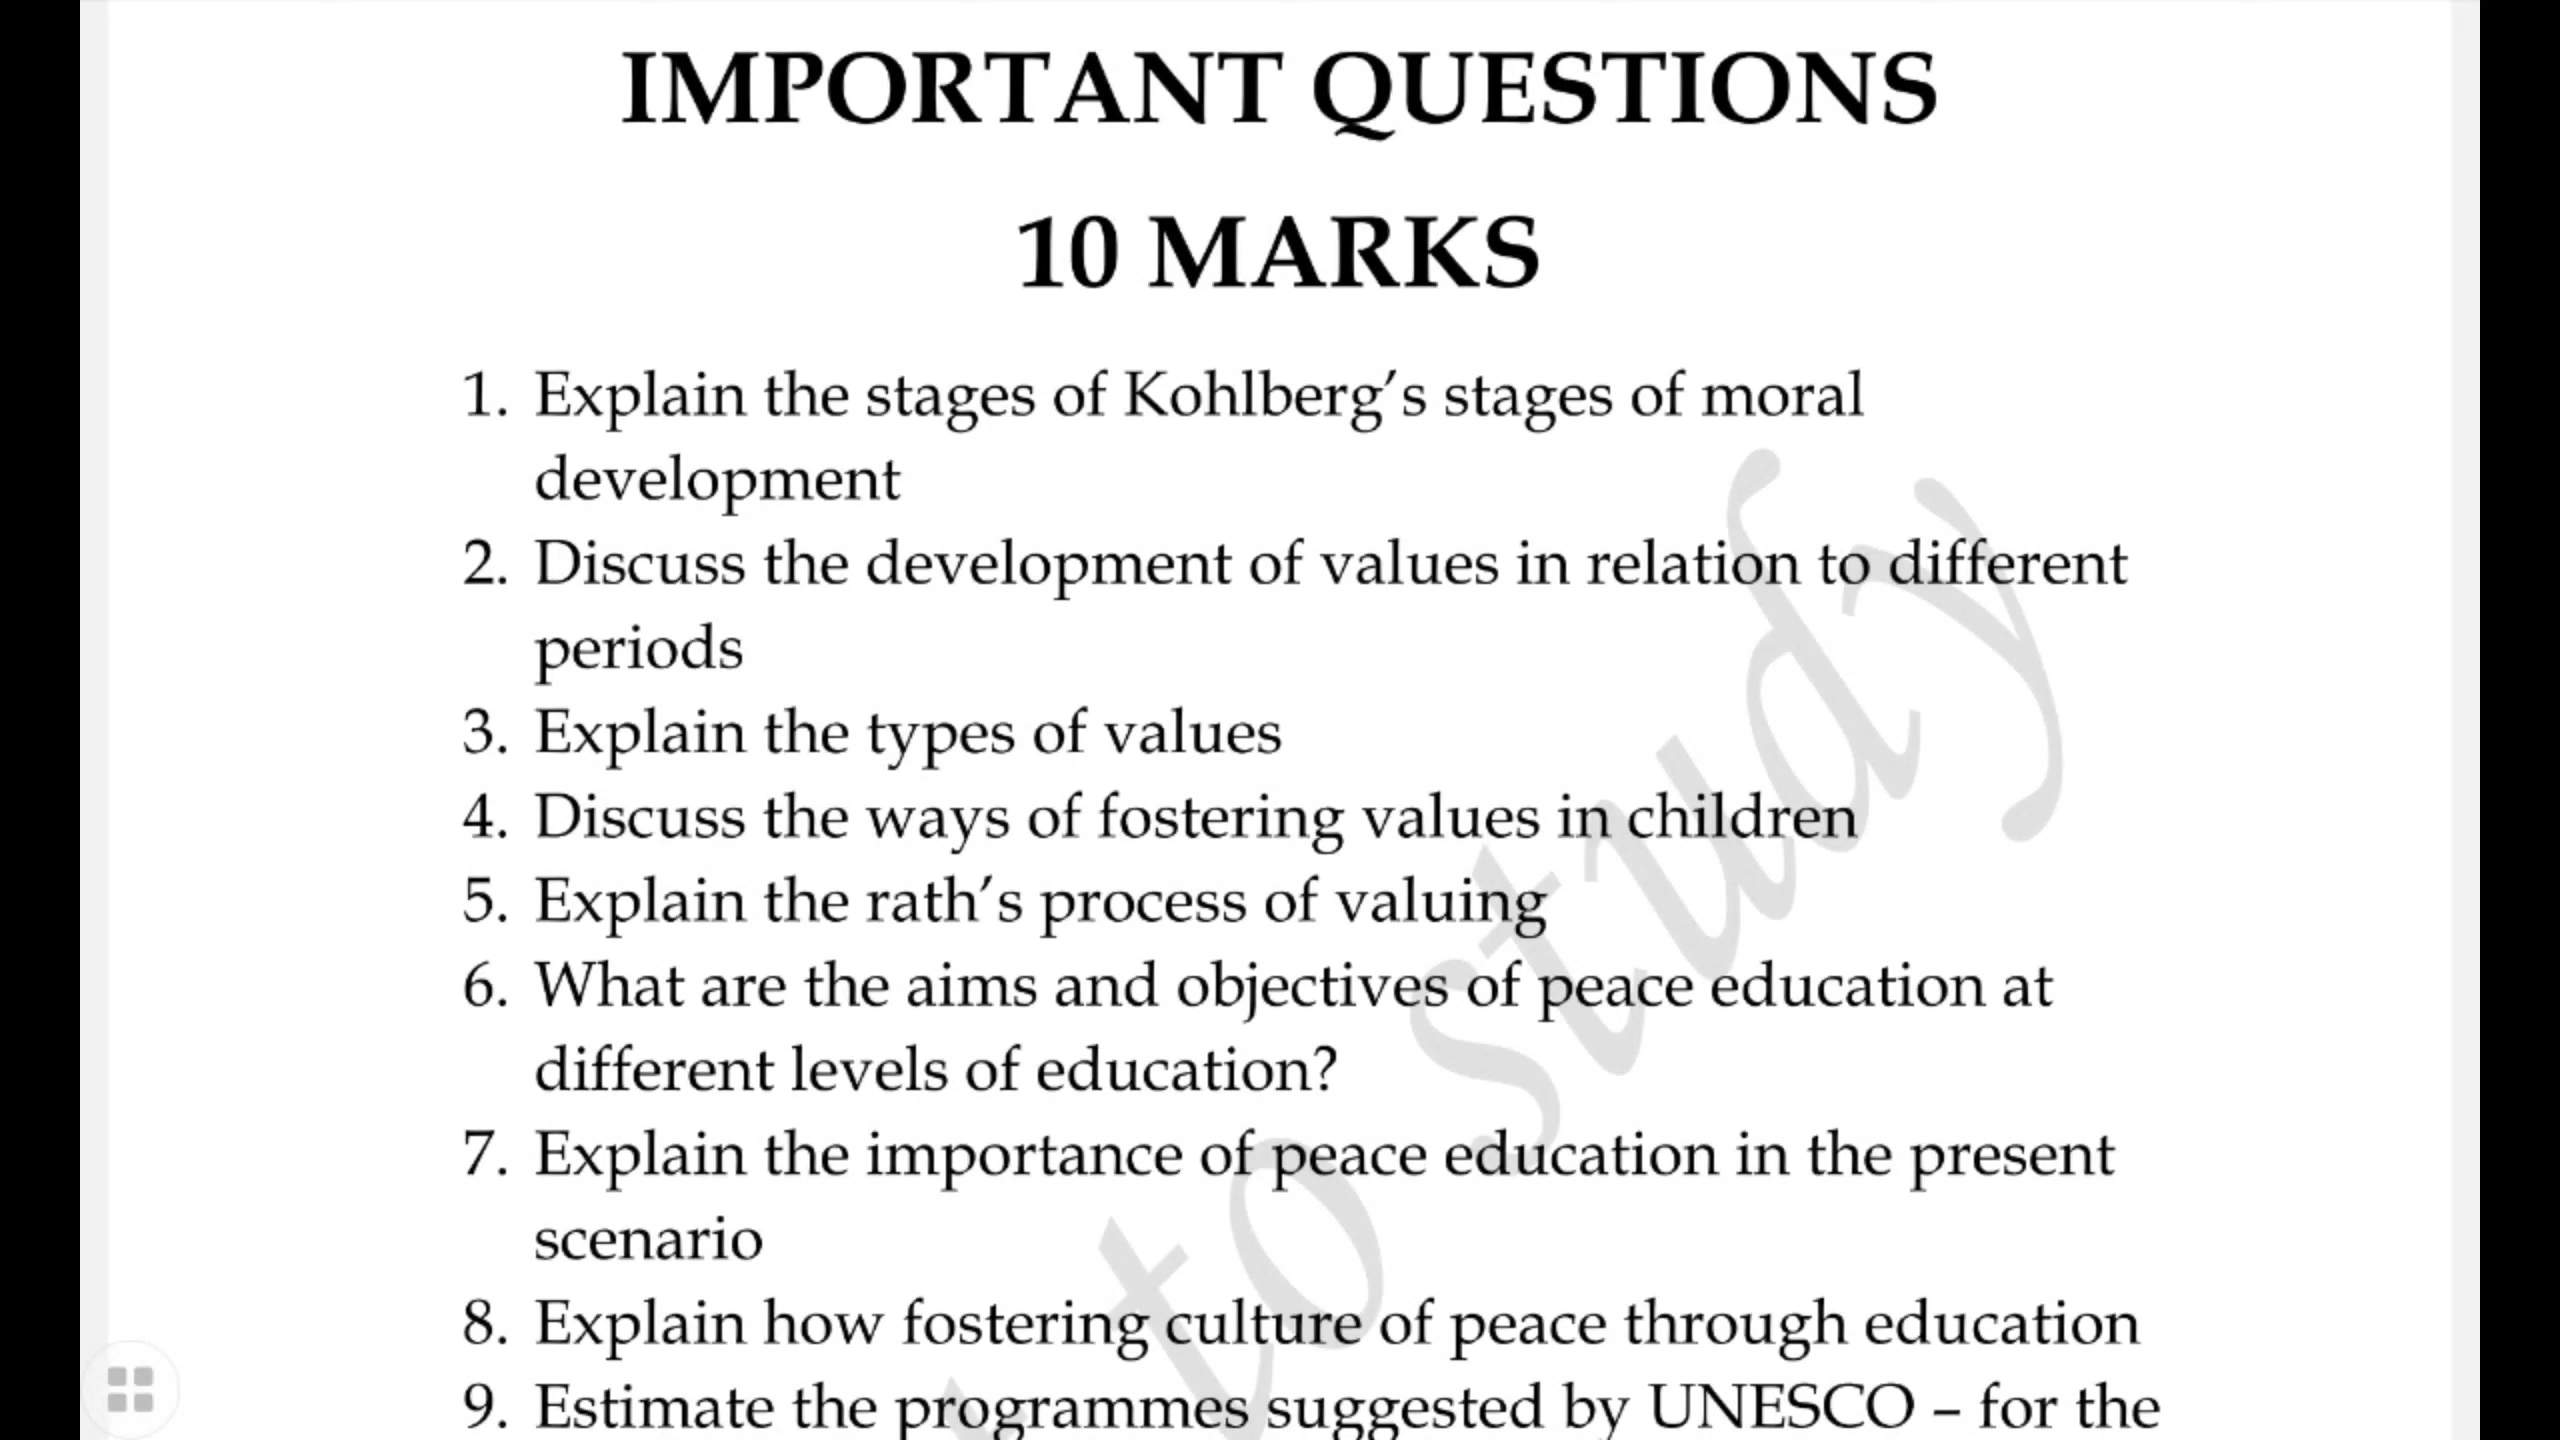 IMPORTANT QUESTIONS
10 MARKS
1. Explain the stages of Kohlberg’s stages of moral
development
2. Discuss the development of values in relation to different
periods
3. Explain the types of values
4. Discuss the ways of fostering values in children
5. Explain the rath’s process of valuing
6. What are the aims and objectives of peace education at
different levels of education?
7. Explain the importance of peace education in the present
scenario
8. Explain how fostering culture of peace through education
9. Estimate the programmes suggested by UNESCO – for the
to study